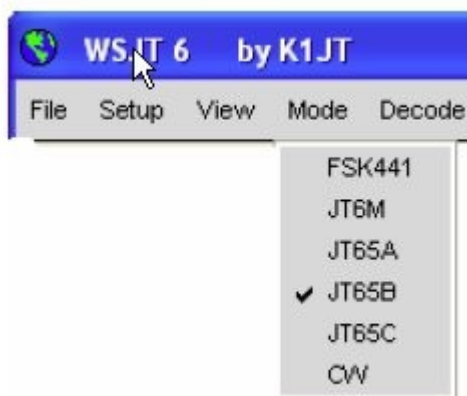 WSJT 6 by K1JT
File Setup View Mode Decode
FSK441
JT6M
JT65A
JT65B
JT65C
CW